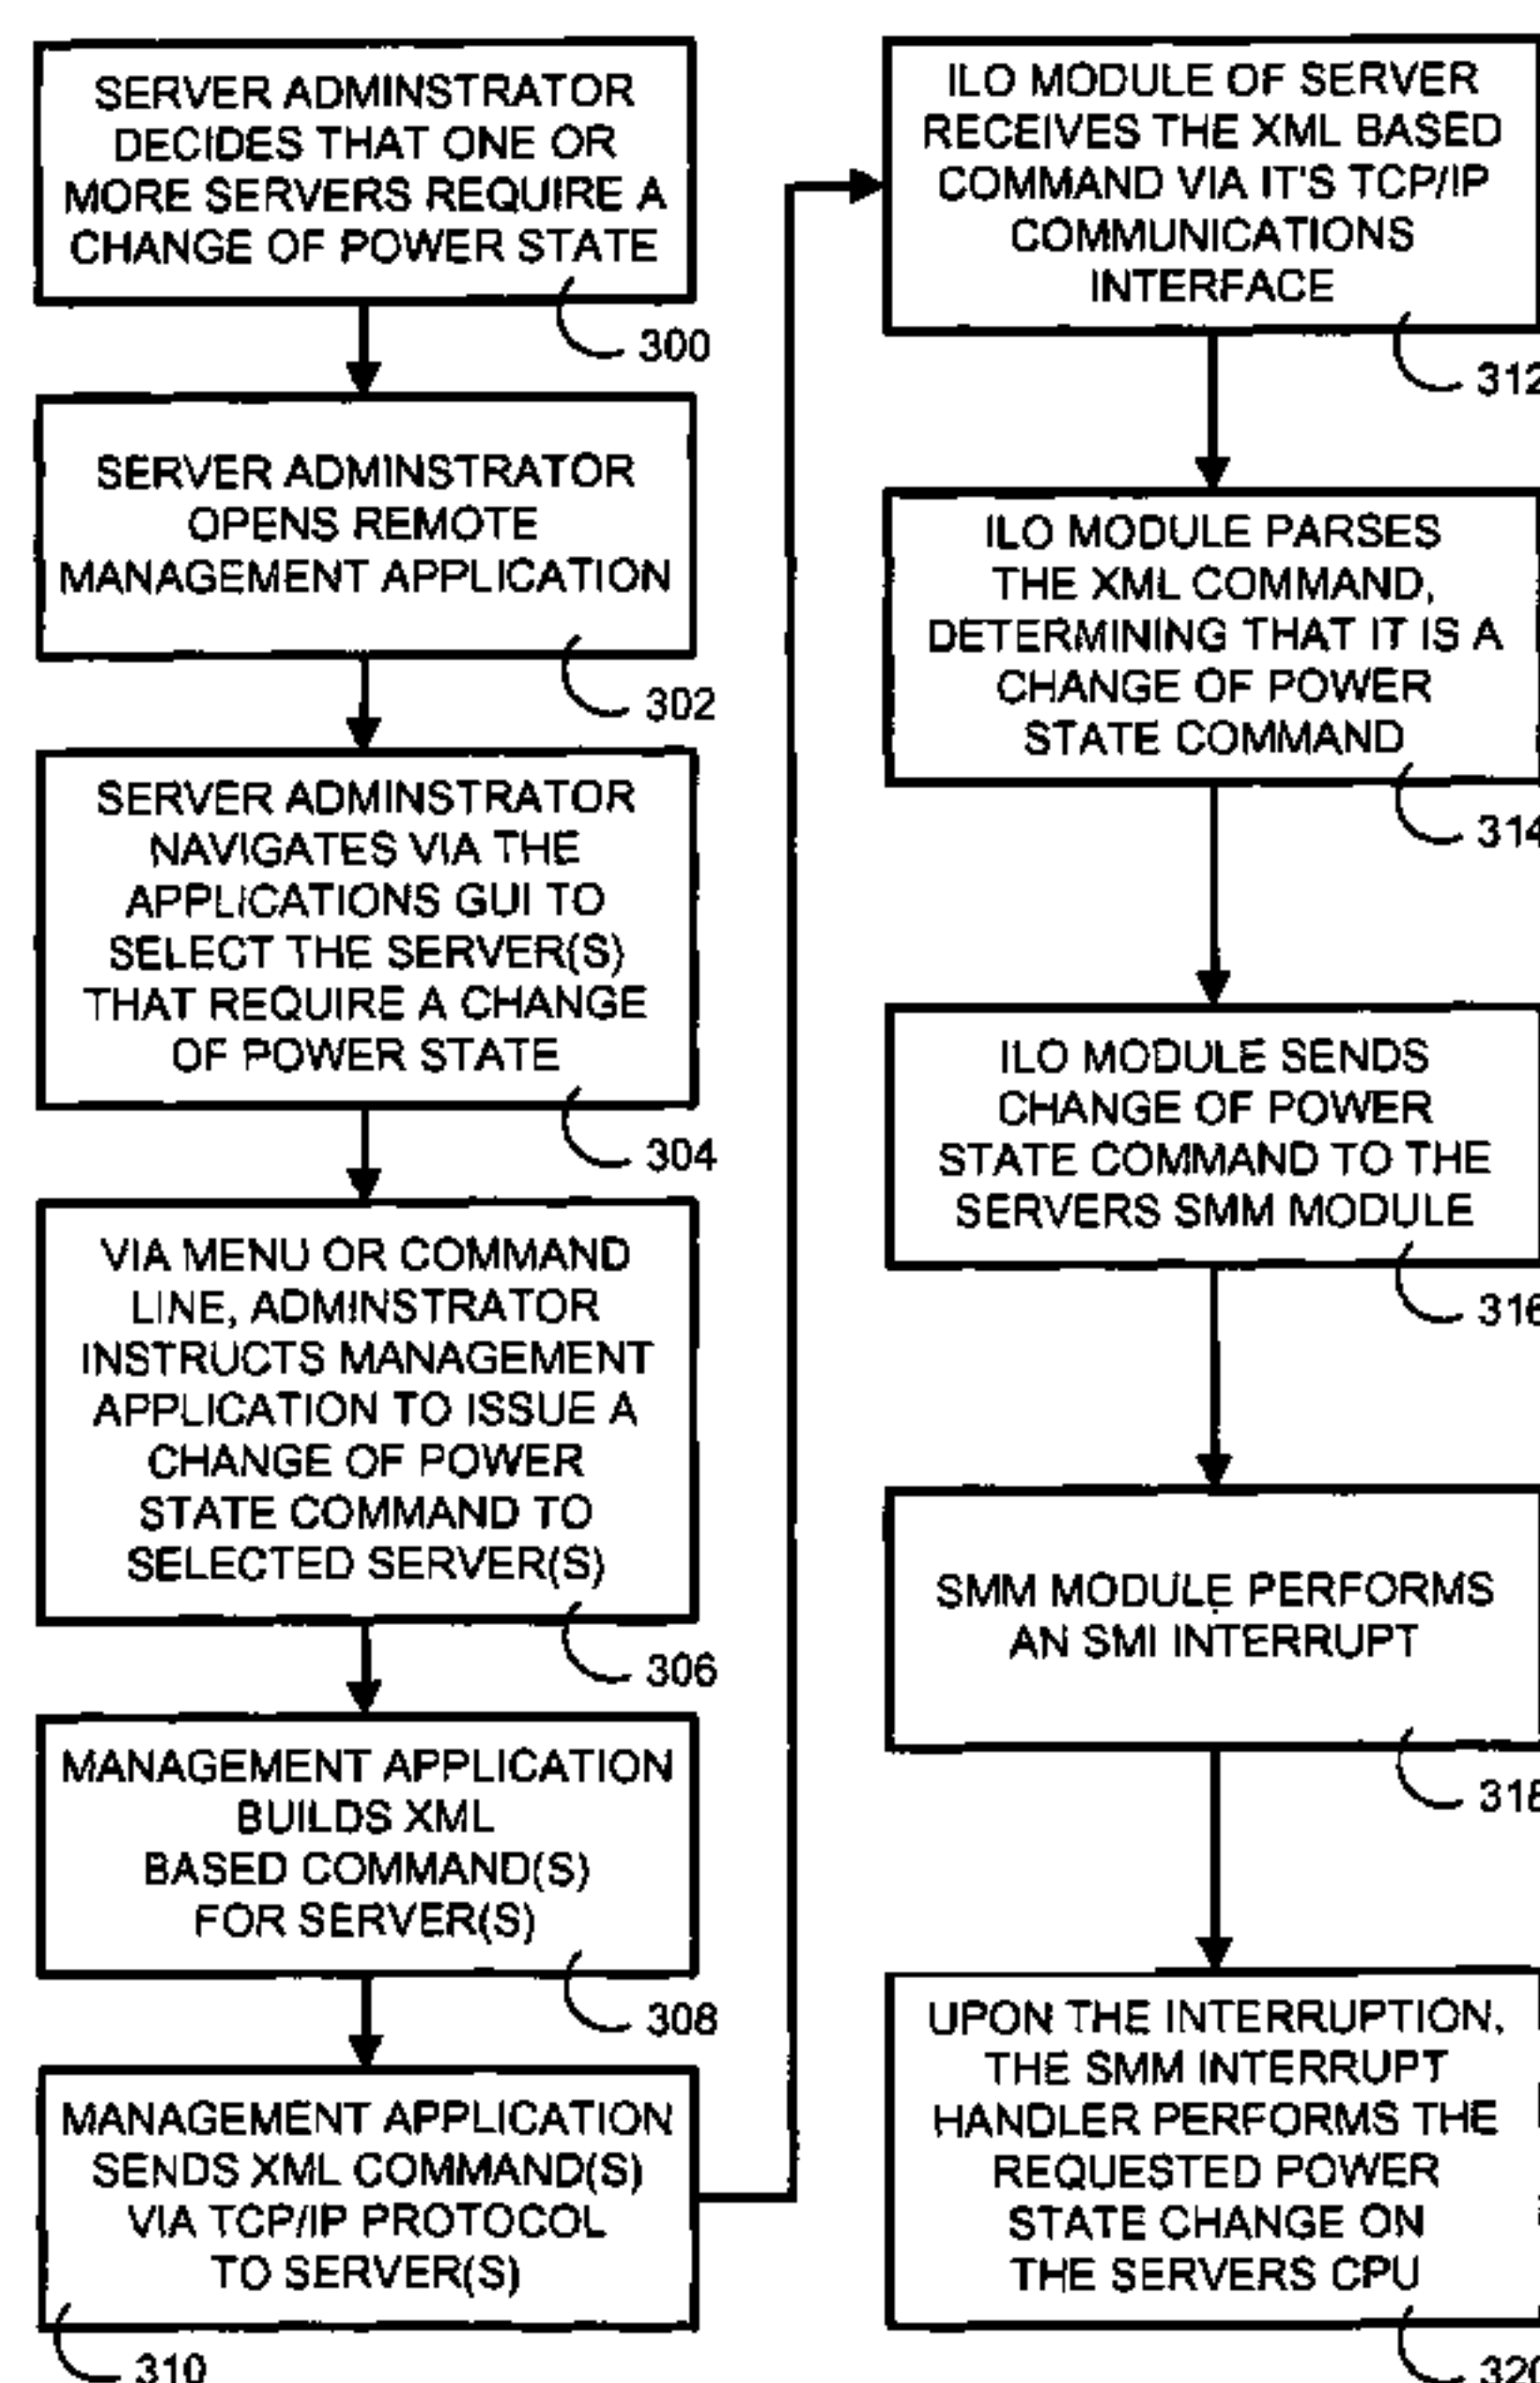 SERVER ADMINSTRATOR
DECIDES THAT ONE OR
MORE SERVERS REQUIRE A
CHANGE OF POWER STATE
300
SERVER ADMINSTRATOR
OPENS REMOTE
MANAGEMENT APPLICATION
302
SERVER ADMINSTRATOR
NAVIGATES VIA THE
APPLICATIONS GUI TO
SELECT THE SERVER(S)
THAT REQUIRE A CHANGE
OF POWER STATE
304
VIA MENU OR COMMAND
LINE, ADMINSTRATOR
INSTRUCTS MANAGEMENT
APPLICATION TO ISSUE A
CHANGE OF POWER
STATE COMMAND TO
SELECTED SERVER(S)
306
MANAGEMENT APPLICATION
BUILDS XML
BASED COMMAND(S)
FOR SERVER(S)
308
MANAGEMENT APPLICATION
SENDS XML COMMAND(S)
VIA TCP/IP PROTOCOL
TO SERVER(S)
310
ILO MODULE OF SERVER
RECEIVES THE XML BASED
COMMAND VIA IT'S TCP/IP
COMMUNICATIONS
INTERFACE
312
ILO MODULE PARSES
THE XML COMMAND,
DETERMINING THAT IT IS A
CHANGE OF POWER
STATE COMMAND
314
ILO MODULE SENDS
CHANGE OF POWER
STATE COMMAND TO THE
SERVERS SMM MODULE
316
SMM MODULE PERFORMS
AN SMI INTERRUPT
318
UPON THE INTERRUPTION,
THE SMM INTERRUPT
HANDLER PERFORMS THE
REQUESTED POWER
STATE CHANGE ON
THE SERVERS CPU
320